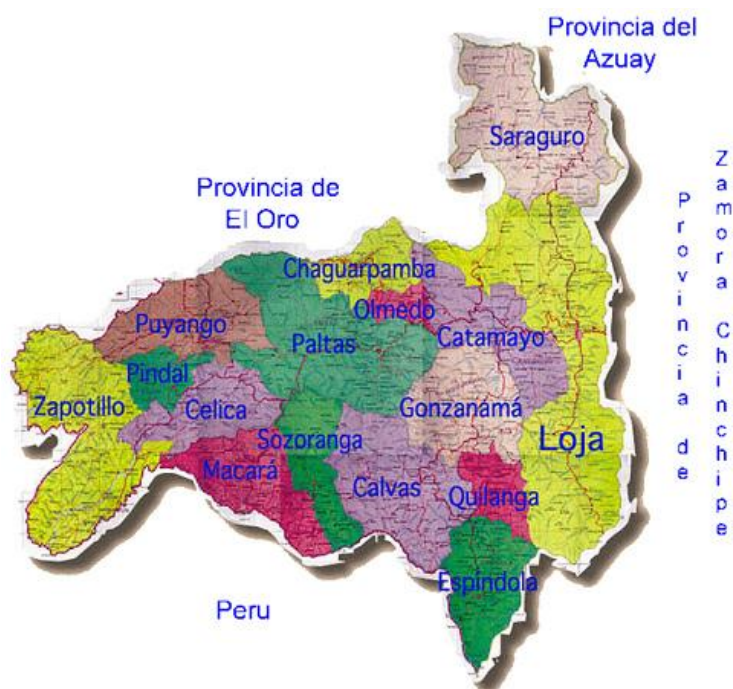 Provincia del
Azuay
Saraguro
Provincia de
El Oro
Chaguarpamba
Olmedo
Puyango
Paltas
Catamayo
Pindal
Zapotillo
Celica
Gonzanamá
Sozoranga
Loja
Macará
Calvas
Quilanga
Espíndola
Peru
Provincia de
Zamora Chinchipe